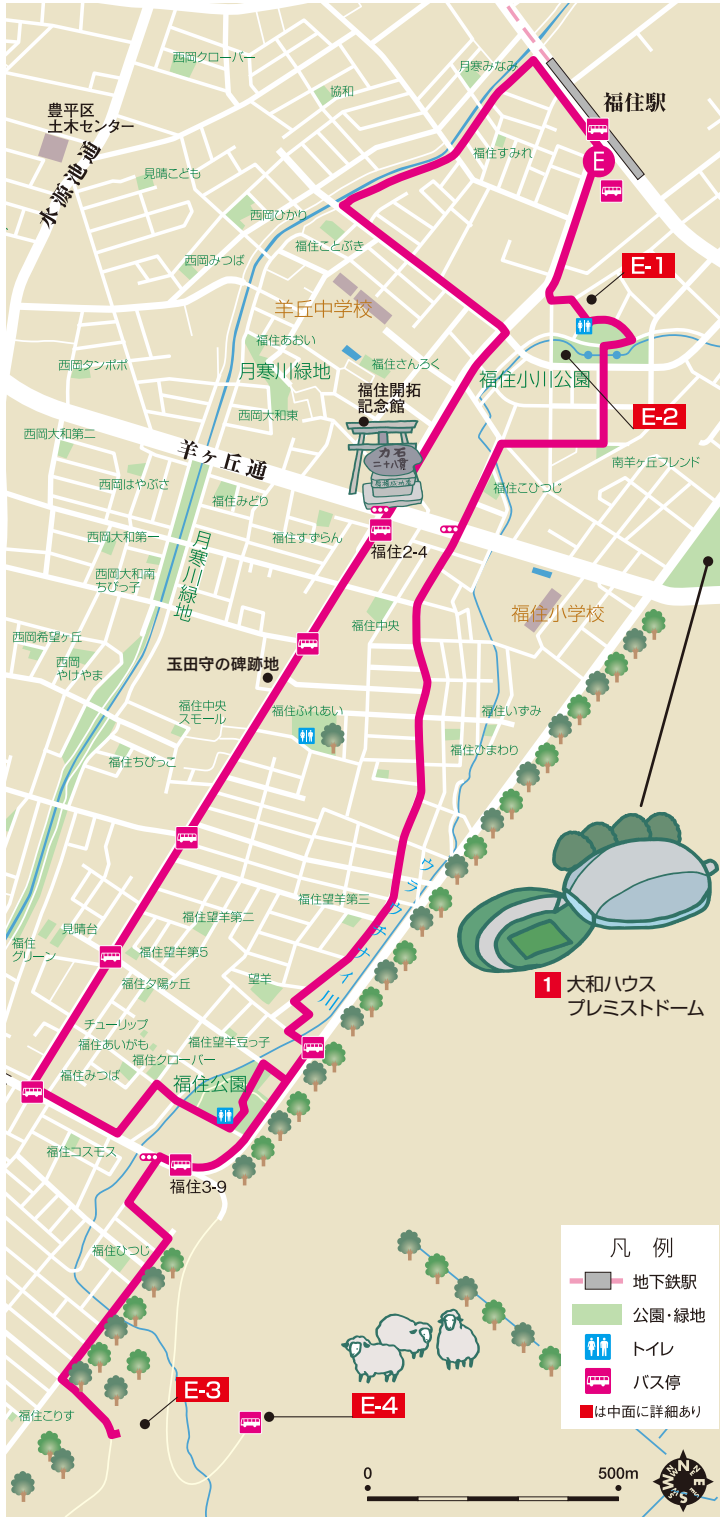 西岡クローバー
月寒みなみ
福住駅
協和
豊平区
土木センター
水源池通
福住すみれ
E
見晴こども
西岡ひかり
福住ことぶき
西岡みつば
E-1
羊丘中学校
福住あおい
月寒川緑地
福住さんろく
西岡タンポポ
福住小川公園
福住開拓
記念館
西岡大和東
E-2
西岡大和第二
羊ヶ丘通
力石
二十八貫
南羊ヶ丘フレンド
西岡はやぶさ
福住みどり
福住こひつじ
西岡大和第一
月寒川緑地
福住すずらん
福住2-4
西岡大和南
ちびっ子
福住小学校
福住中央
西岡希望ヶ丘
西岡
やけやま
玉田守の碑跡地
福住中央
スモール
福住ふれあい
福住いずみ
福住ひまわり
福住ちびっこ
ウラウチナイ川
福住望羊第三
福住望羊第二
見晴台
福住
グリーン
福住望羊第5
望羊
福住夕陽ヶ丘
1 大和ハウス
プレミストドーム
チューリップ
福住あいがも
福住望羊豆っ子
福住クローバー
福住みつば
福住公園
福住コスモス
福住3-9
福住ひつじ
凡 例
地下鉄駅
公園・緑地
トイレ
バス停
■は中面に詳細あり
E-3
E-4
福住こりす
0 500m
N
NE
E
SE
S
SW
W
NW